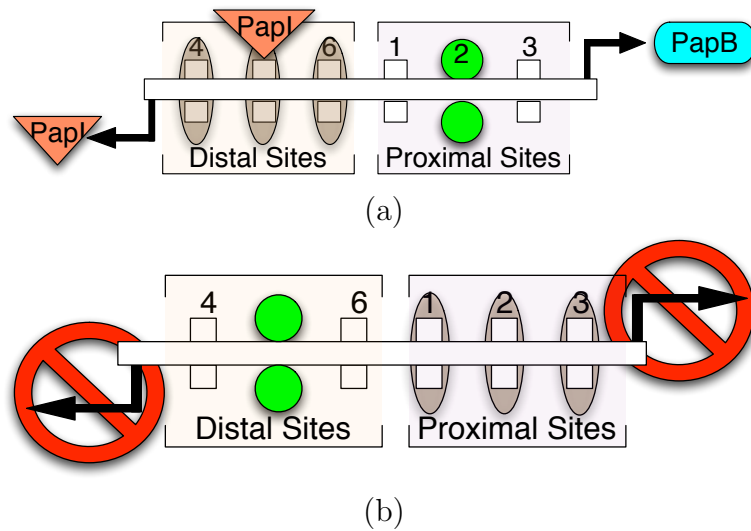 PapI
4 6 1 2 3
PapB
PapI
Distal Sites Proximal Sites
(a)
4 6 1 2 3
Distal Sites Proximal Sites
(b)